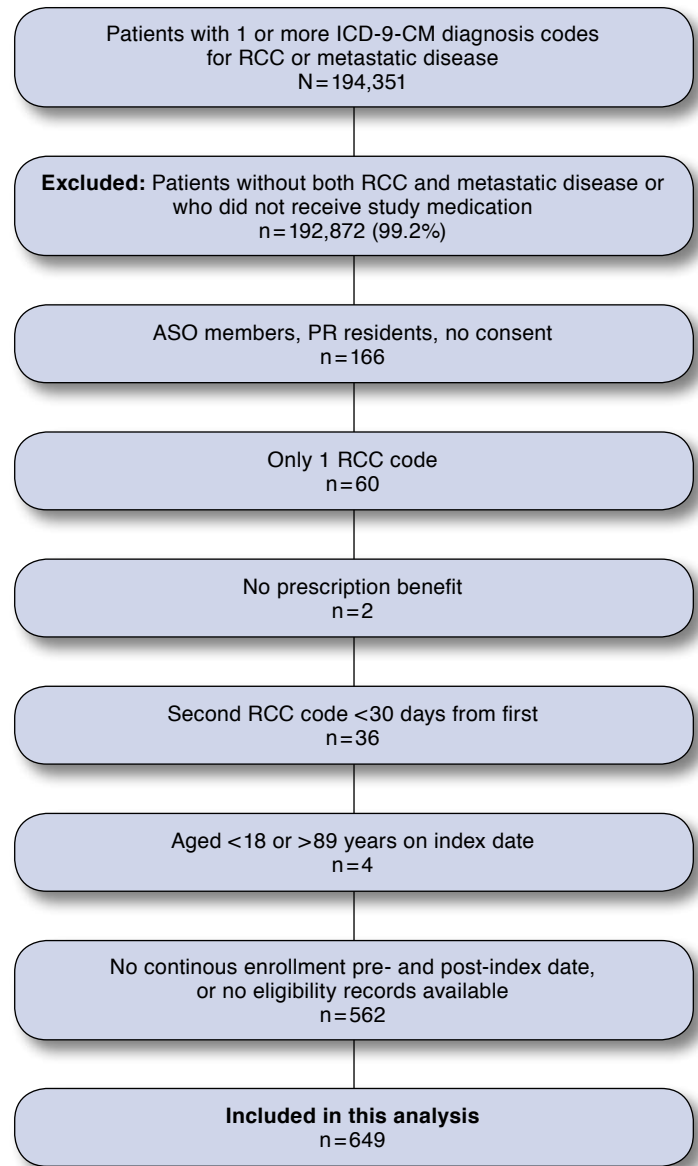 Patients with 1 or more ICD-9-CM diagnosis codes
for RCC or metastatic disease
N=194,351
Excluded: Patients without both RCC and metastatic disease or
who did not receive study medication
n=192,872 (99.2%)
ASO members, PR residents, no consent
n=166
Only 1 RCC code
n=60
No prescription benefit
n=2
Second RCC code <30 days from first
n=36
Aged <18 or >89 years on index date
n=4
No continous enrollment pre- and post-index date,
or no eligibility records available
n=562
Included in this analysis
n=649